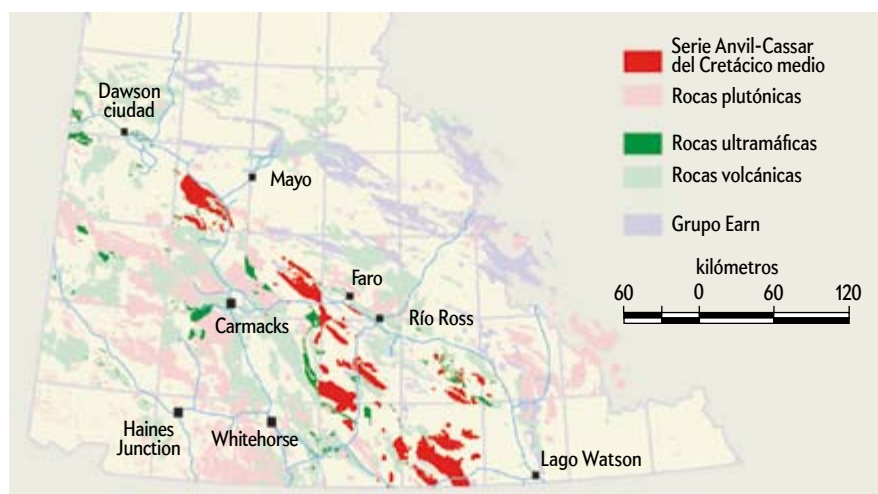 Serie Anvil-Cassar
del Cretácico medio
Rocas plutónicas
Rocas ultramáficas
Rocas volcánicas
Grupo Earn
kilómetros
60 0 60 120
Dawson
ciudad
Mayo
Faro
Río Ross
Carmacks
Haines
Junction
Whitehorse
Lago Watson